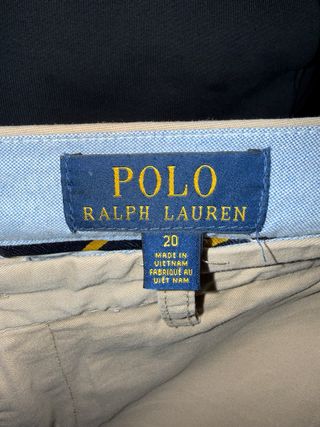 POLO
RALPH LAUREN
20
MADE IN
VIETNAM
FABRIQUÉ AU
VIÊT NAM